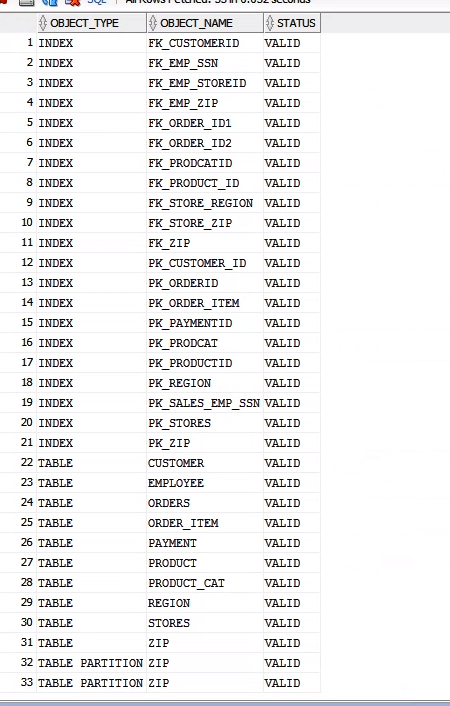 SQL | All Rows Fetched: 33 in 0.032 seconds
OBJECT_TYPE OBJECT_NAME STATUS
1 INDEX FK_CUSTOMERID VALID
2 INDEX FK_EMP_SSN VALID
3 INDEX FK_EMP_STOREID VALID
4 INDEX FK_EMP_ZIP VALID
5 INDEX FK_ORDER_ID1 VALID
6 INDEX FK_ORDER_ID2 VALID
7 INDEX FK_PRODCATID VALID
8 INDEX FK_PRODUCT_ID VALID
9 INDEX FK_STORE_REGION VALID
10 INDEX FK_STORE_ZIP VALID
11 INDEX FK_ZIP VALID
12 INDEX PK_CUSTOMER_ID VALID
13 INDEX PK_ORDERID VALID
14 INDEX PK_ORDER_ITEM VALID
15 INDEX PK_PAYMENTID VALID
16 INDEX PK_PRODCAT VALID
17 INDEX PK_PRODUCTID VALID
18 INDEX PK_REGION VALID
19 INDEX PK_SALES_EMP_SSN VALID
20 INDEX PK_STORES VALID
21 INDEX PK_ZIP VALID
22 TABLE CUSTOMER VALID
23 TABLE EMPLOYEE VALID
24 TABLE ORDERS VALID
25 TABLE ORDER_ITEM VALID
26 TABLE PAYMENT VALID
27 TABLE PRODUCT VALID
28 TABLE PRODUCT_CAT VALID
29 TABLE REGION VALID
30 TABLE STORES VALID
31 TABLE ZIP VALID
32 TABLE PARTITION ZIP VALID
33 TABLE PARTITION ZIP VALID